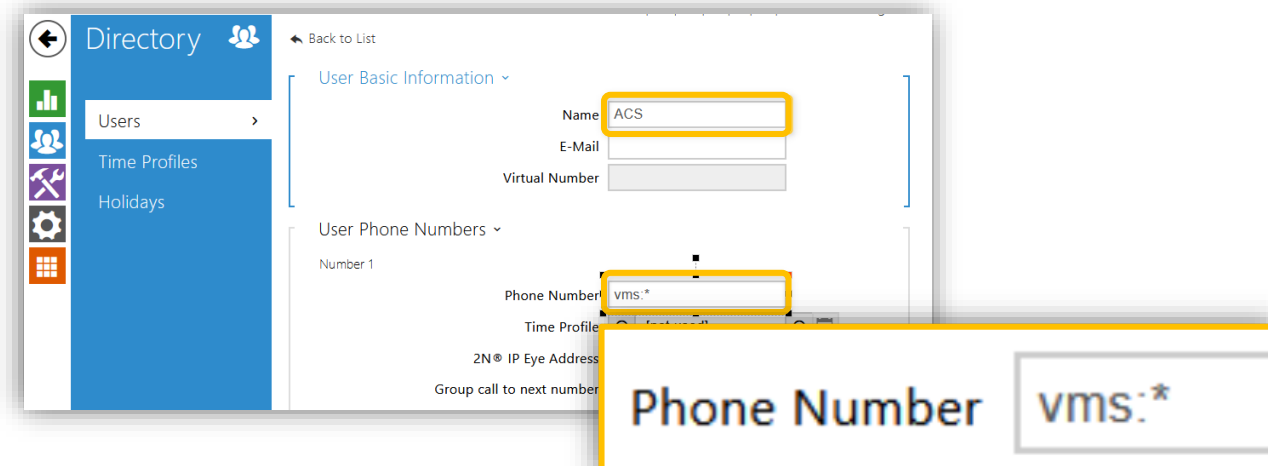 Directory
Back to List
User Basic Information
Users
Time Profiles
Holidays
Name ACS
E-Mail
Virtual Number
User Phone Numbers
Number 1
Phone Number vms:*
Time Profile [not used]
2N® IP Eye Address
Group call to next number
Phone Number vms:*